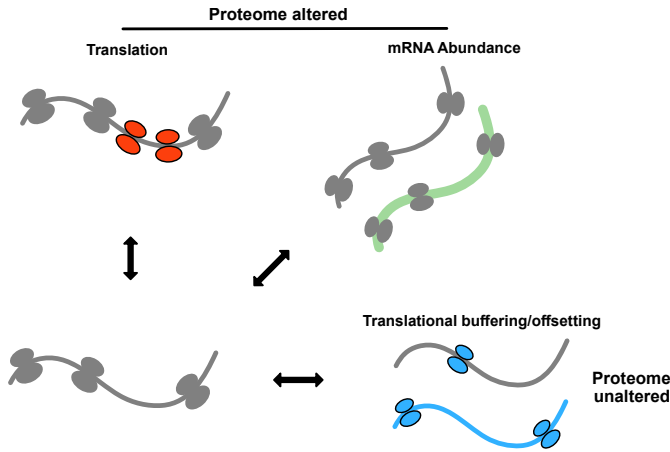 Proteome altered
Translation
mRNA Abundance
Translational buffering/offsetting
Proteome
unaltered